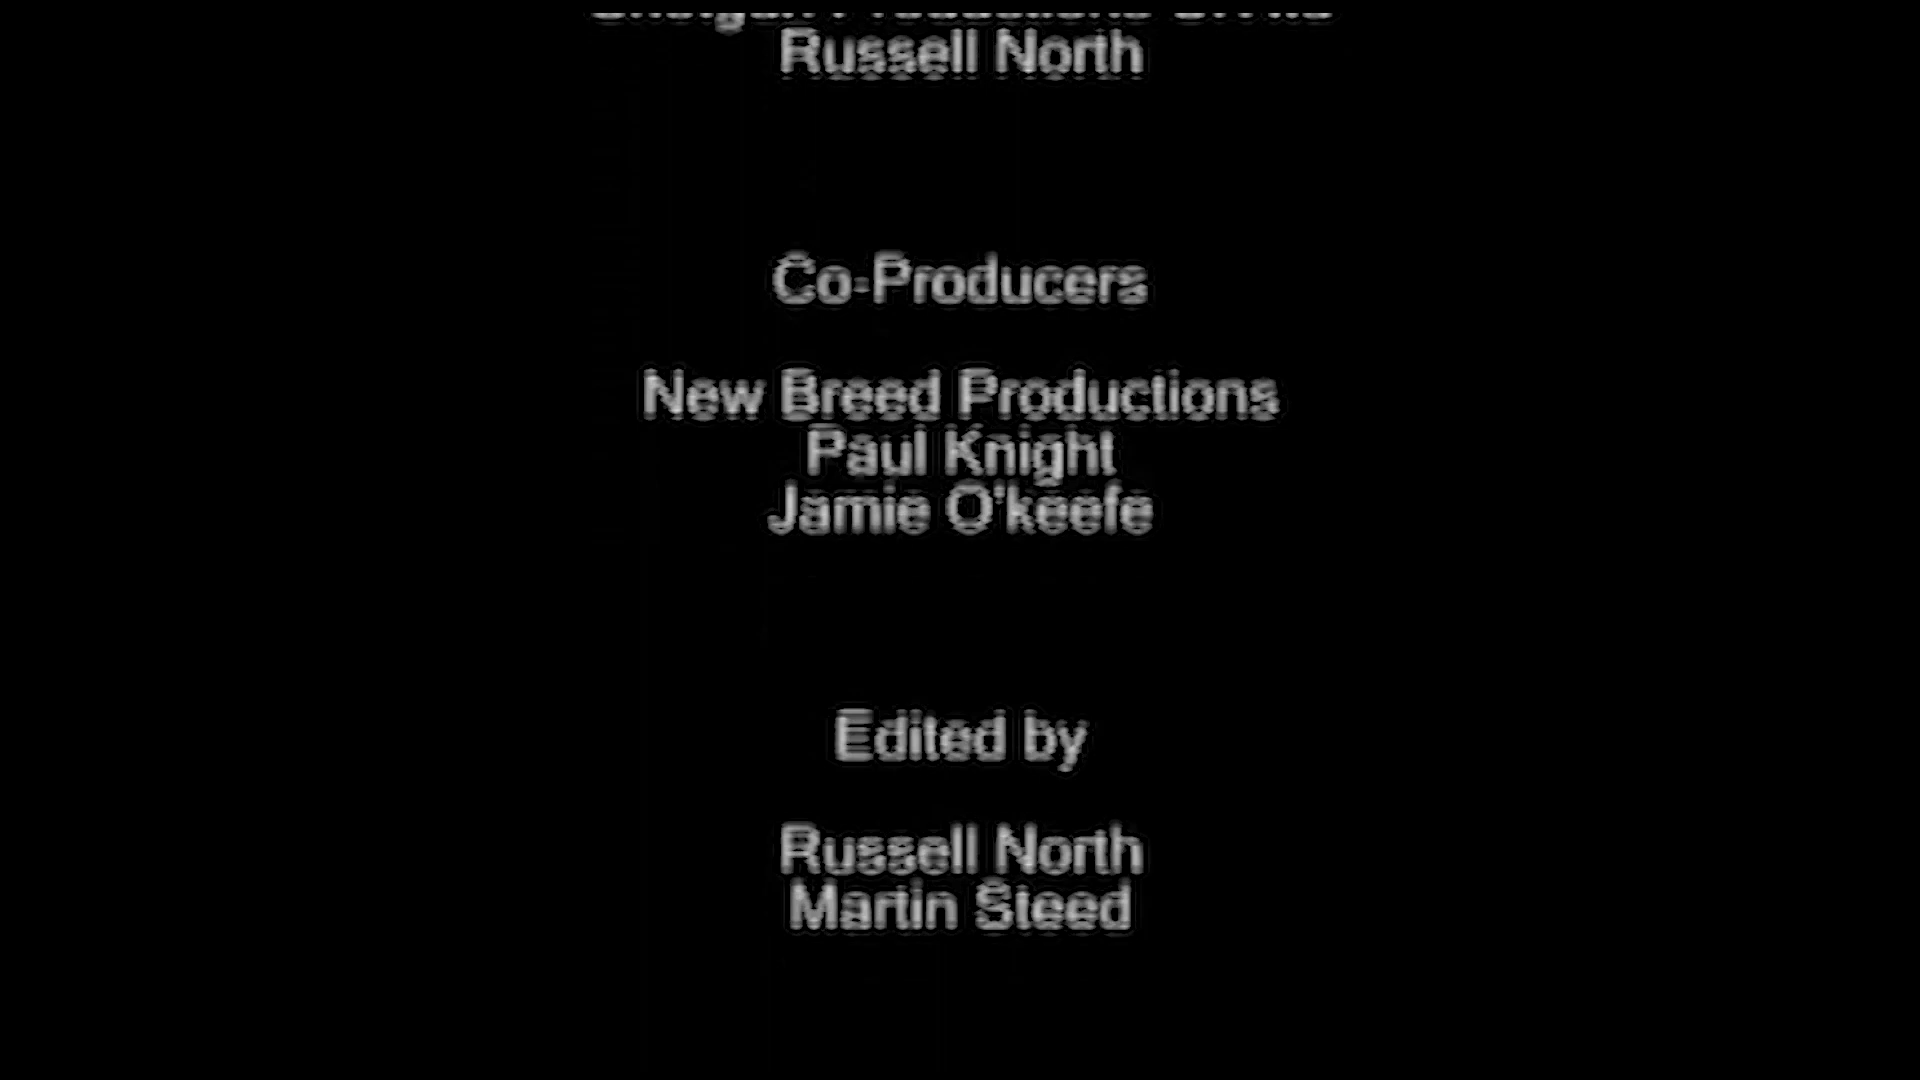 Russell North
Co-Producers
New Breed Productions
Paul Knight
Jamie O'keefe
Edited by
Russell North
Martin Steed